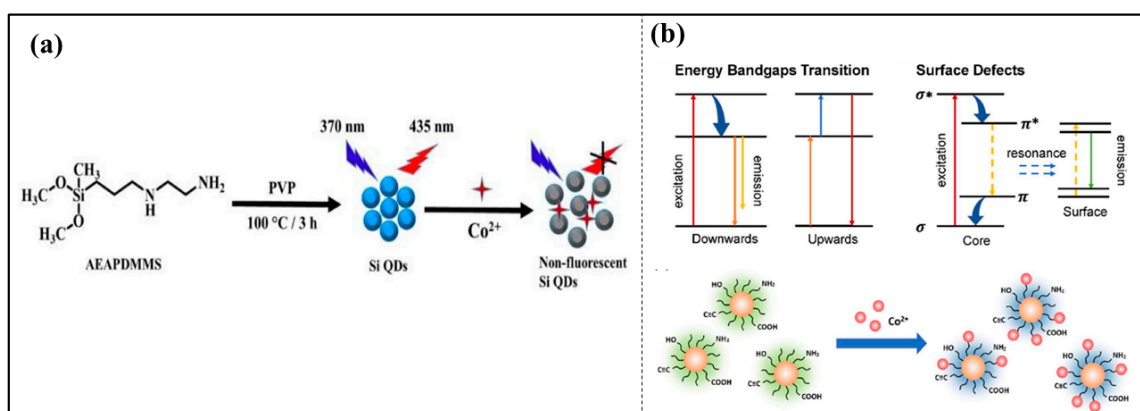 (a)
370 nm
435 nm
CH₃
H₃CO
Si
N
H
NH₂
O
H₃C
AEAPDMMS
PVP
100 °C / 3 h
Si QDs
Co²⁺
Non-fluorescent
Si QDs
(b)
Energy Bandgaps Transition
excitation
emission
Downwards
Upwards
Surface Defects
σ*
π*
excitation
resonance
emission
π
σ
Core
Surface
HO
NH₂
C=C
COOH
HO
NH₂
C=C
COOH
HO
NH₂
C=C
COOH
Co²⁺
HO
NH₂
C=C
COOH
HO
NH₂
C=C
COOH
HO
NH₂
C=C
COOH